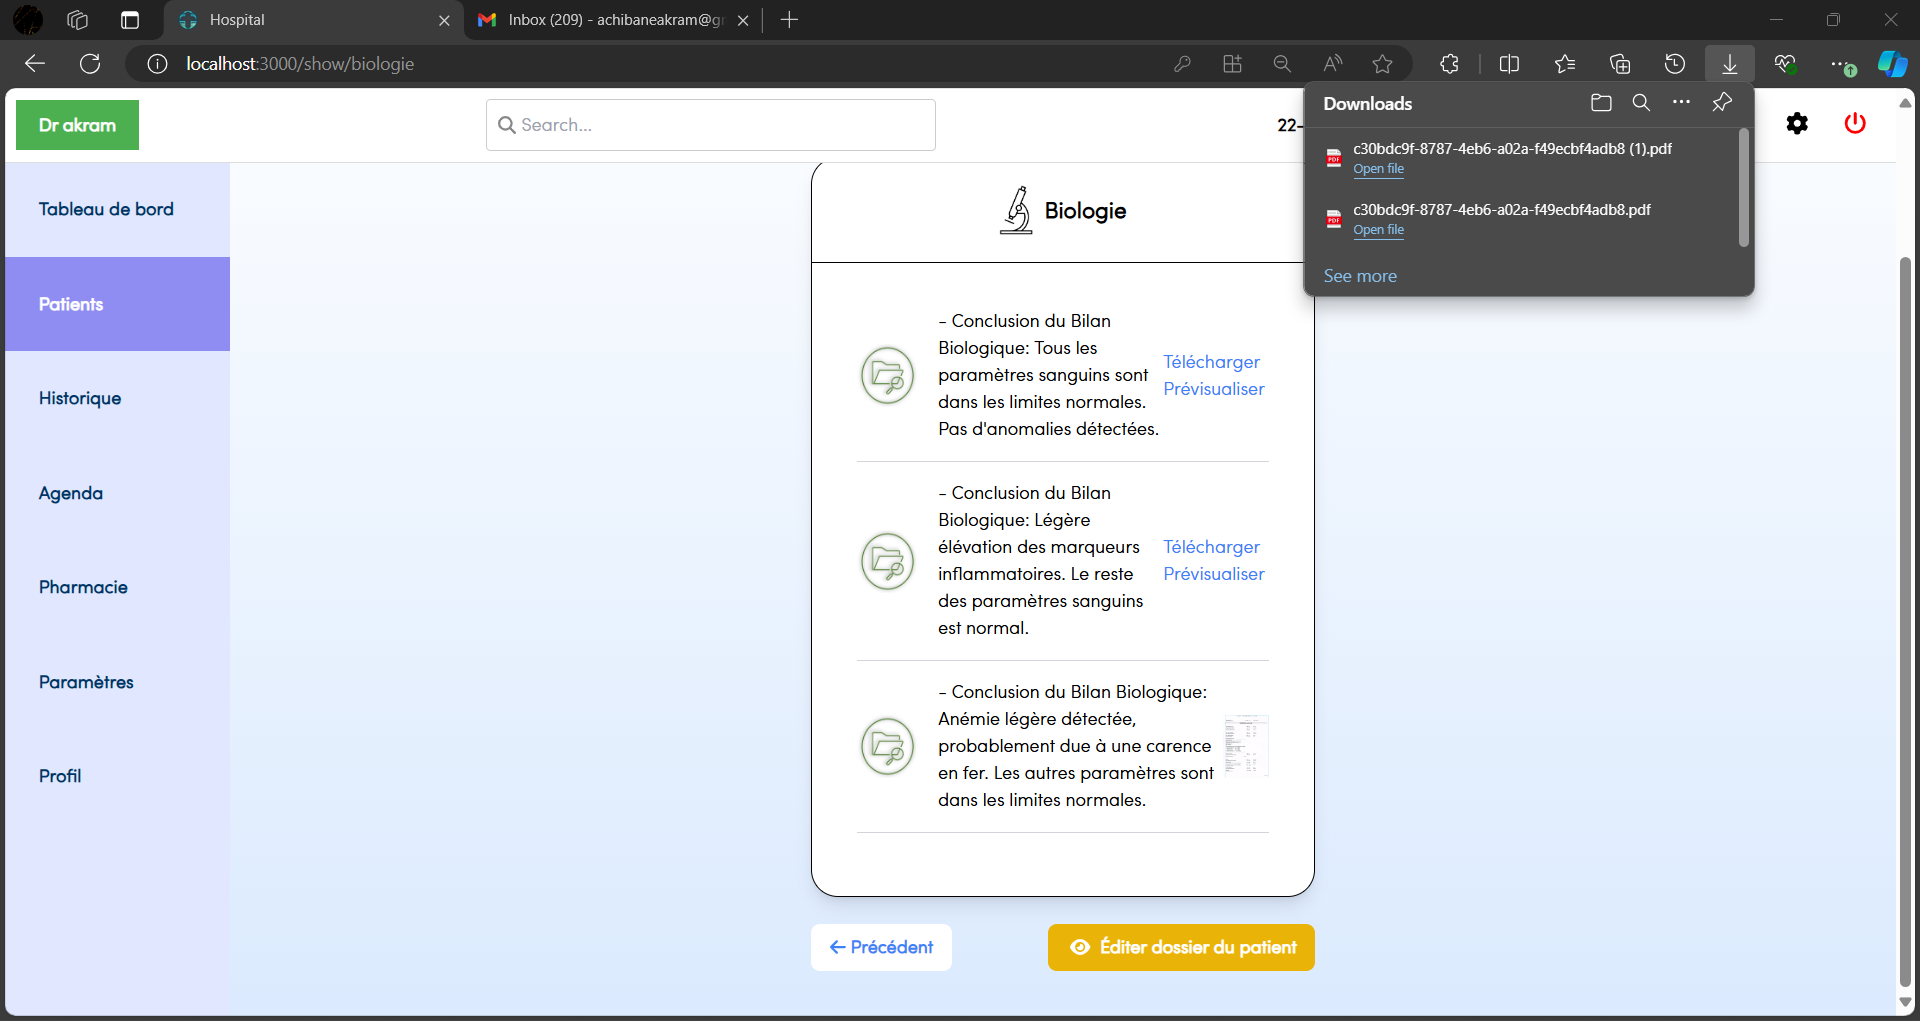 Hospital
Inbox (209) - achibaneakram@gr
localhost:3000/show/biologie
Dr akram
Search...
22-
Downloads
c30bdc9f-8787-4eb6-a02a-f49ecbf4adb8 (1).pdf
Open file
c30bdc9f-8787-4eb6-a02a-f49ecbf4adb8.pdf
Open file
See more
Tableau de bord
Patients
Historique
Agenda
Pharmacie
Paramètres
Profil
Biologie
- Conclusion du Bilan
Biologique: Tous les
paramètres sanguins sont
dans les limites normales.
Pas d'anomalies détectées.
Télécharger
Prévisualiser
- Conclusion du Bilan
Biologique: Légère
élévation des marqueurs
inflammatoires. Le reste
des paramètres sanguins
est normal.
Télécharger
Prévisualiser
- Conclusion du Bilan Biologique:
Anémie légère détectée,
probablement due à une carence
en fer. Les autres paramètres sont
dans les limites normales.
Précédent
Éditer dossier du patient